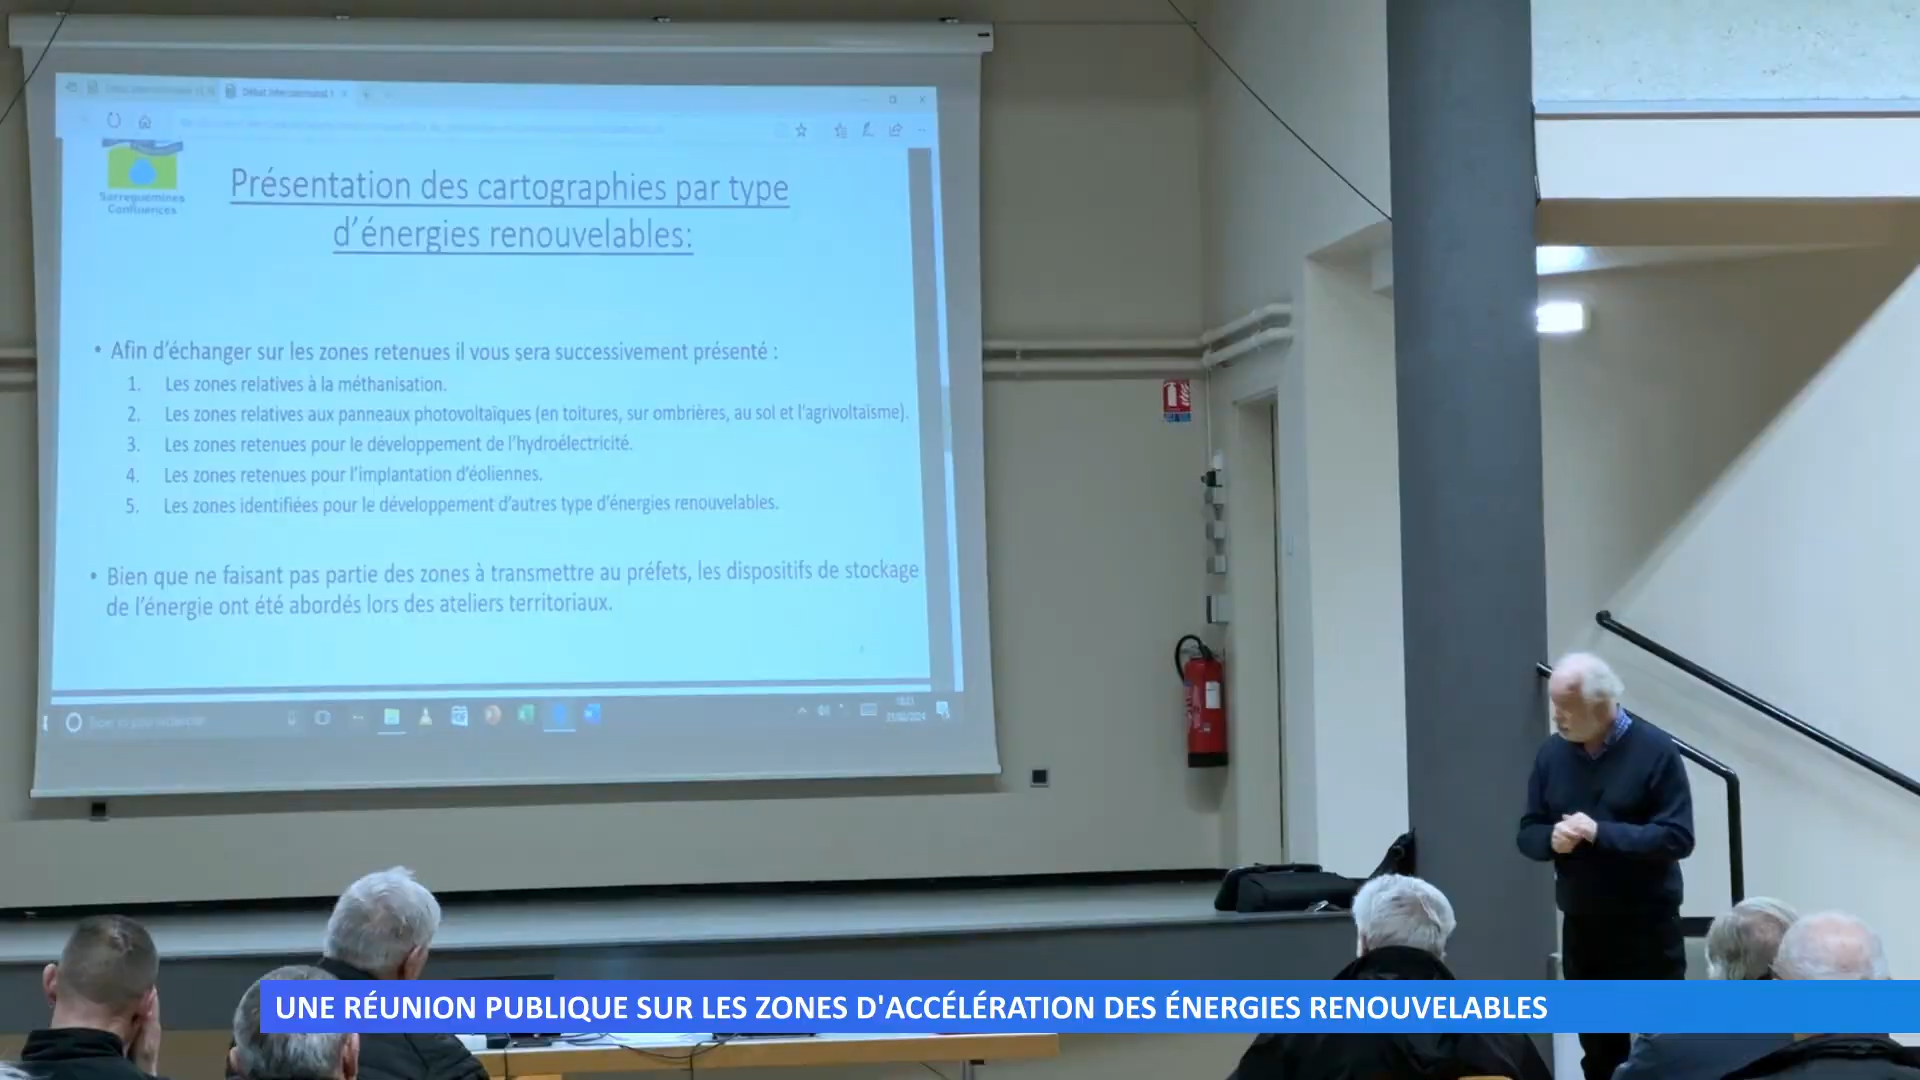 Débat intercommunal
Sarreguemines
Confluences
Présentation des cartographies par type
d'énergies renouvelables:
• Afin d'échanger sur les zones retenues il vous sera successivement présenté :
1. Les zones relatives à la méthanisation.
2. Les zones relatives aux panneaux photovoltaïques (en toitures, sur ombrières, au sol et l'agrivoltaïsme).
3. Les zones retenues pour le développement de l'hydroélectricité.
4. Les zones retenues pour l'implantation d'éoliennes.
5. Les zones identifiées pour le développement d'autres type d'énergies renouvelables.
• Bien que ne faisant pas partie des zones à transmettre au préfets, les dispositifs de stockage
de l'énergie ont été abordés lors des ateliers territoriaux.
UNE RÉUNION PUBLIQUE SUR LES ZONES D'ACCÉLÉRATION DES ÉNERGIES RENOUVELABLES